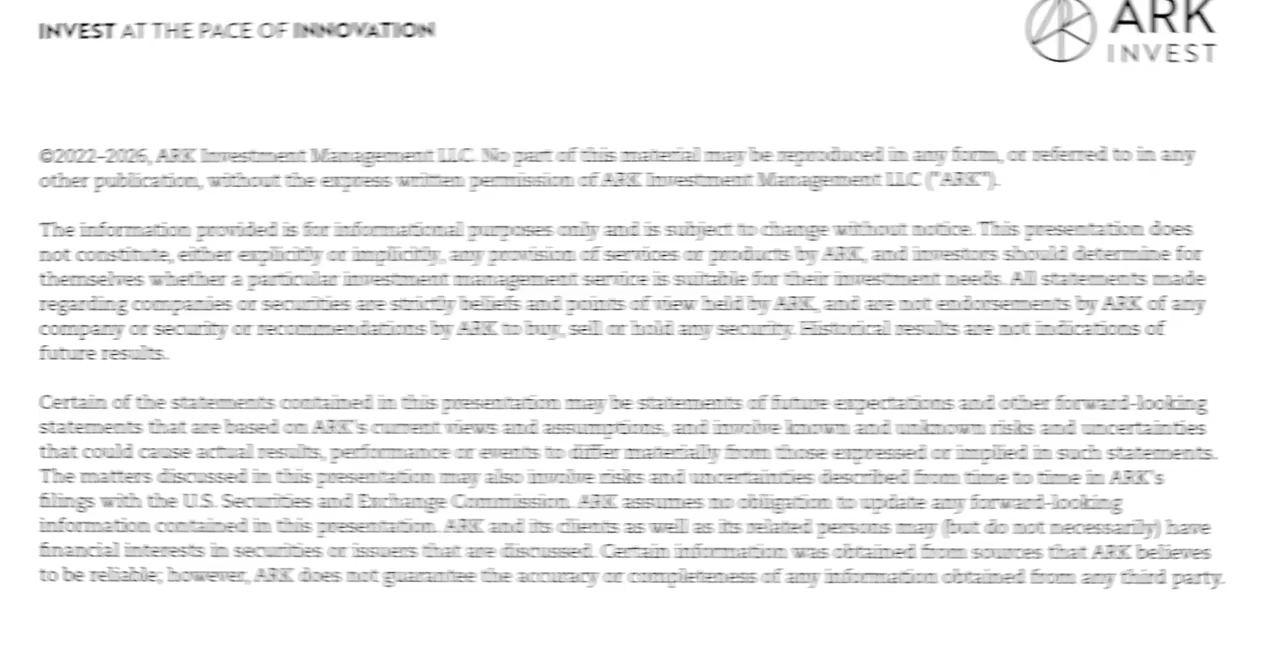 INVEST AT THE PACE OF INNOVATION
ARK
INVEST
©2022–2026, ARK Investment Management LLC. No part of this material may be reproduced in any form, or referred to in any
other publication, without the express written permission of ARK Investment Management LLC ("ARK").
The information provided is for informational purposes only and is subject to change without notice. This presentation does
not constitute, either explicitly or implicitly, any provision of services or products by ARK, and investors should determine for
themselves whether a particular investment management service is suitable for their investment needs. All statements made
regarding companies or securities are strictly beliefs and points of view held by ARK, and are not endorsements by ARK of any
company or security or recommendations by ARK to buy, sell or hold any security. Historical results are not indications of
future results.
Certain of the statements contained in this presentation may be statements of future expectations and other forward-looking
statements that are based on ARK's current views and assumptions, and involve known and unknown risks and uncertainties
that could cause actual results, performance or events to differ materially from those expressed or implied in such statements.
The matters discussed in this presentation may also involve risks and uncertainties described from time to time in ARK's
filings with the U.S. Securities and Exchange Commission. ARK assumes no obligation to update any forward-looking
information contained in this presentation. ARK and its clients as well as its related persons may (but do not necessarily) have
financial interests in securities or issuers that are discussed. Certain information was obtained from sources that ARK believes
to be reliable; however, ARK does not guarantee the accuracy or completeness of any information obtained from any third party.